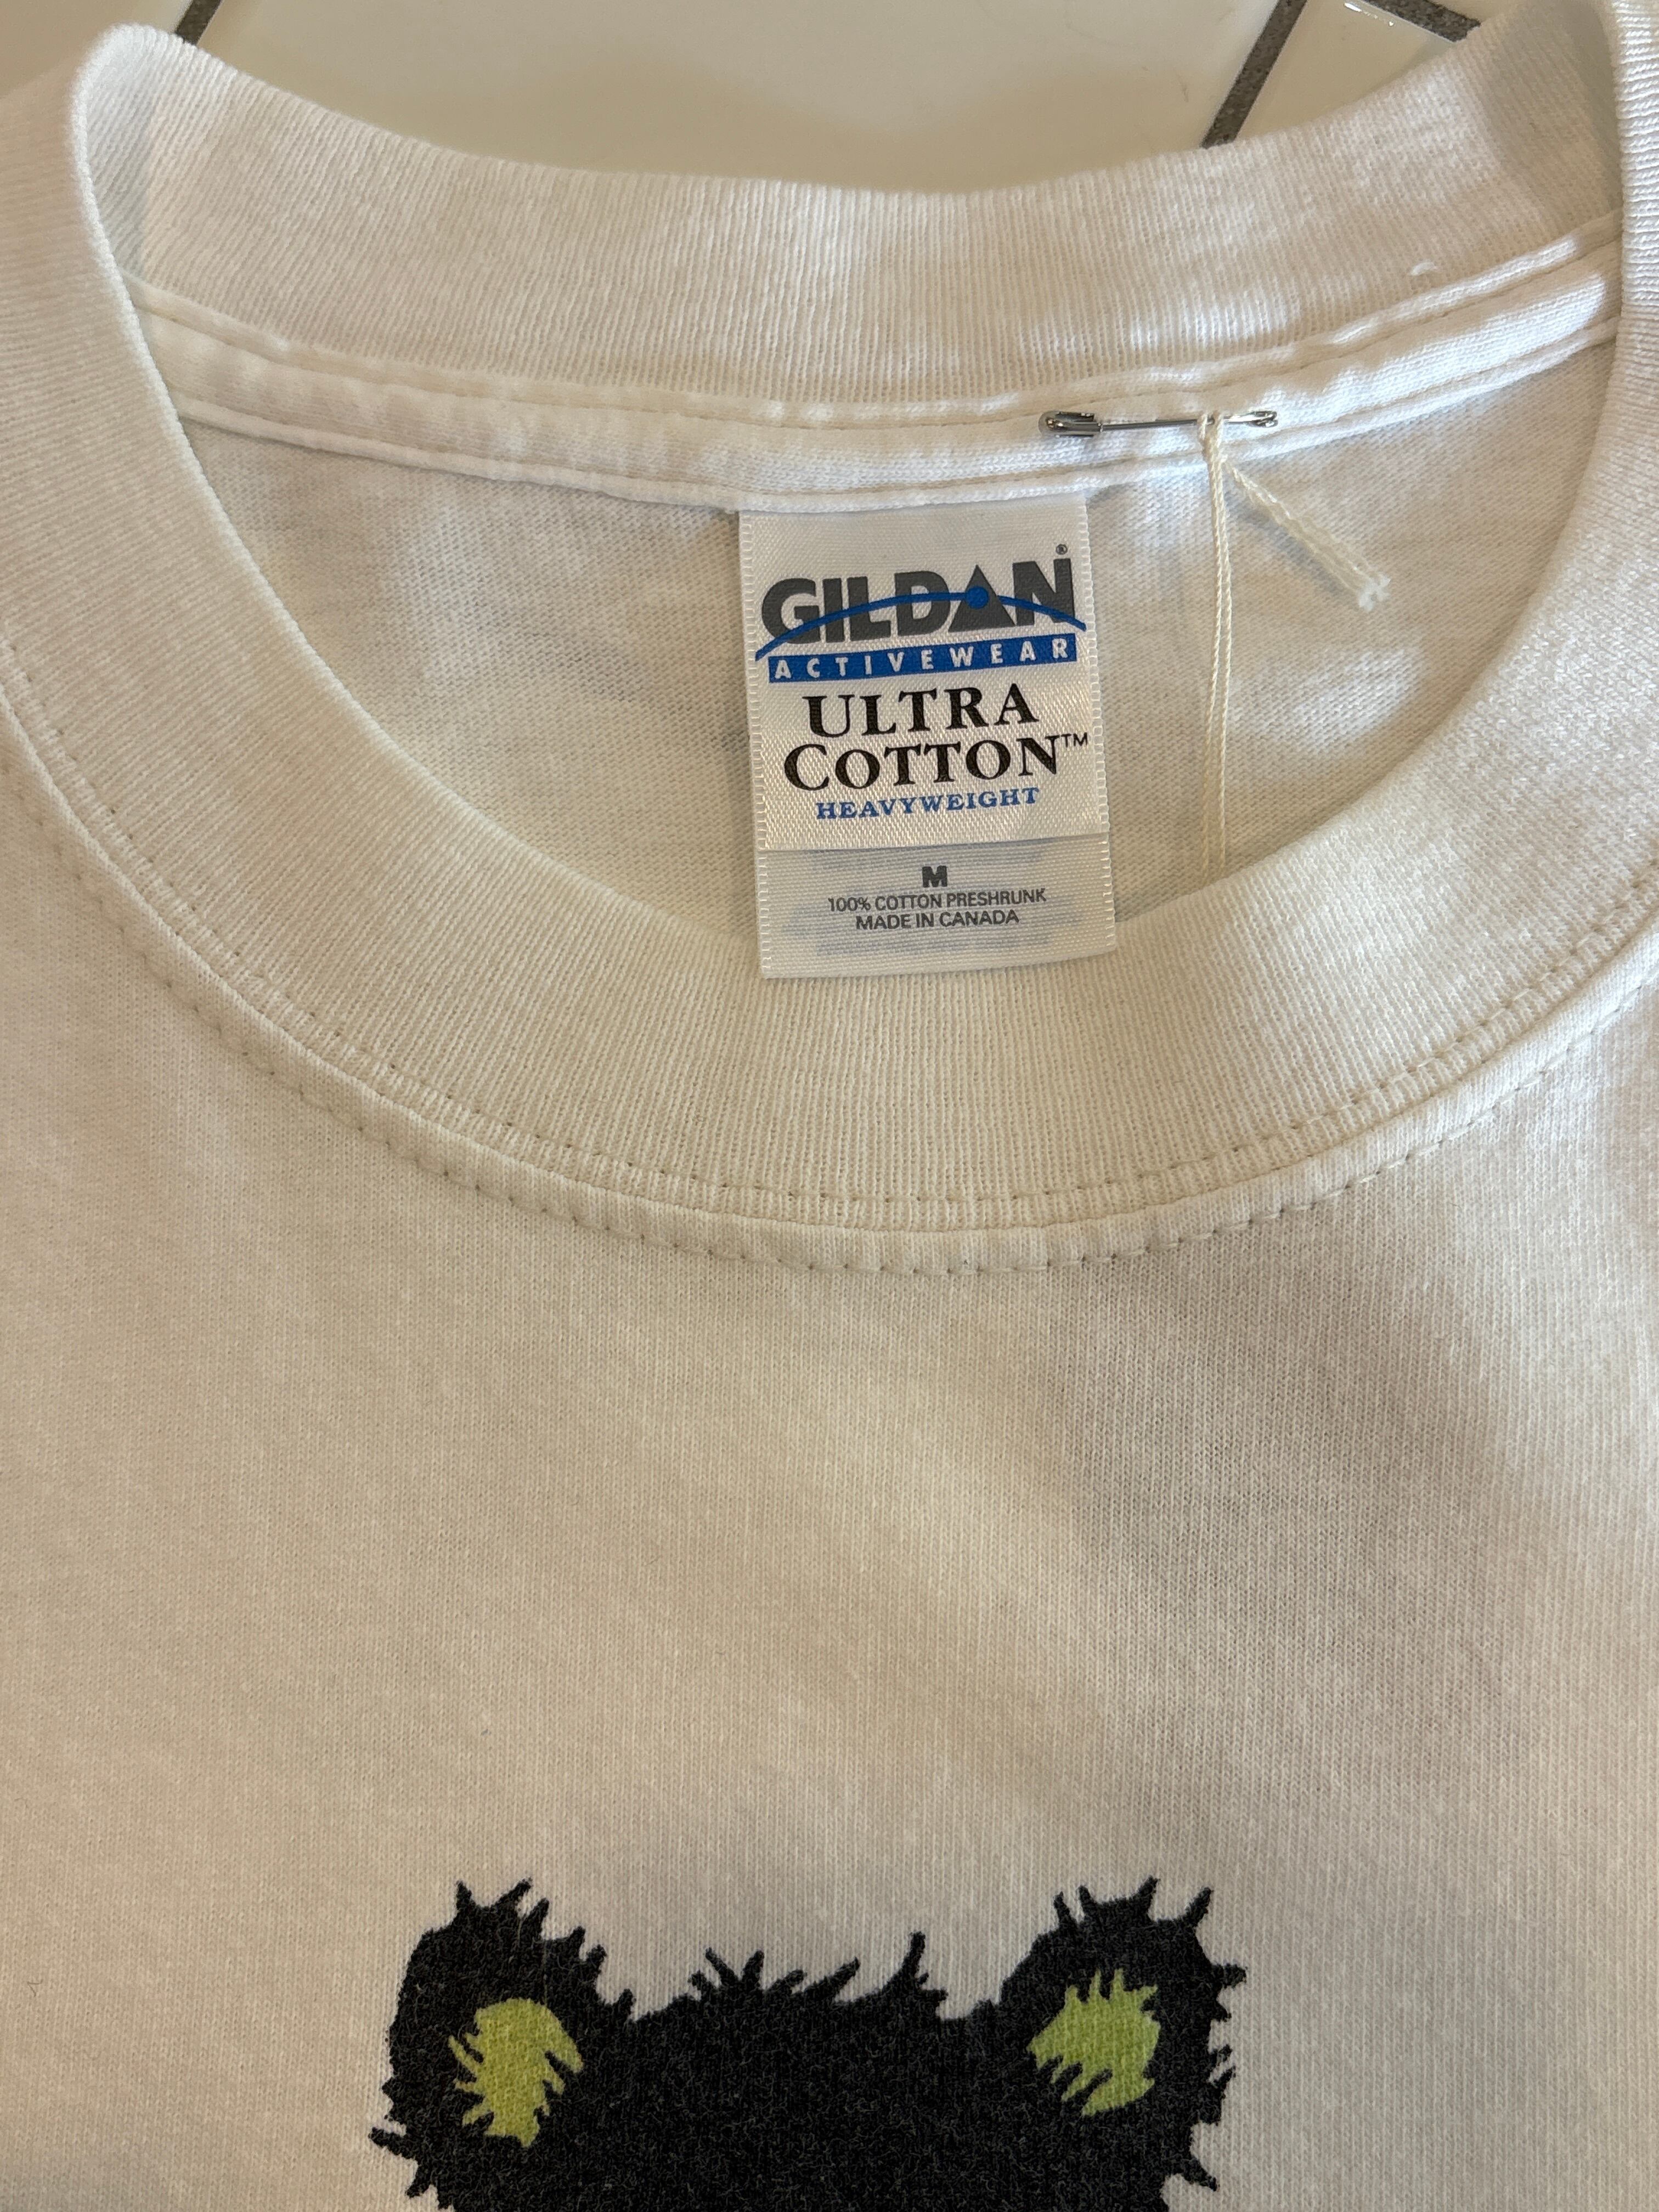 GILDAN®
ACTIVEWEAR
ULTRA
COTTON™
HEAVYWEIGHT
M
100% COTTON PRESHRUNK
MADE IN CANADA